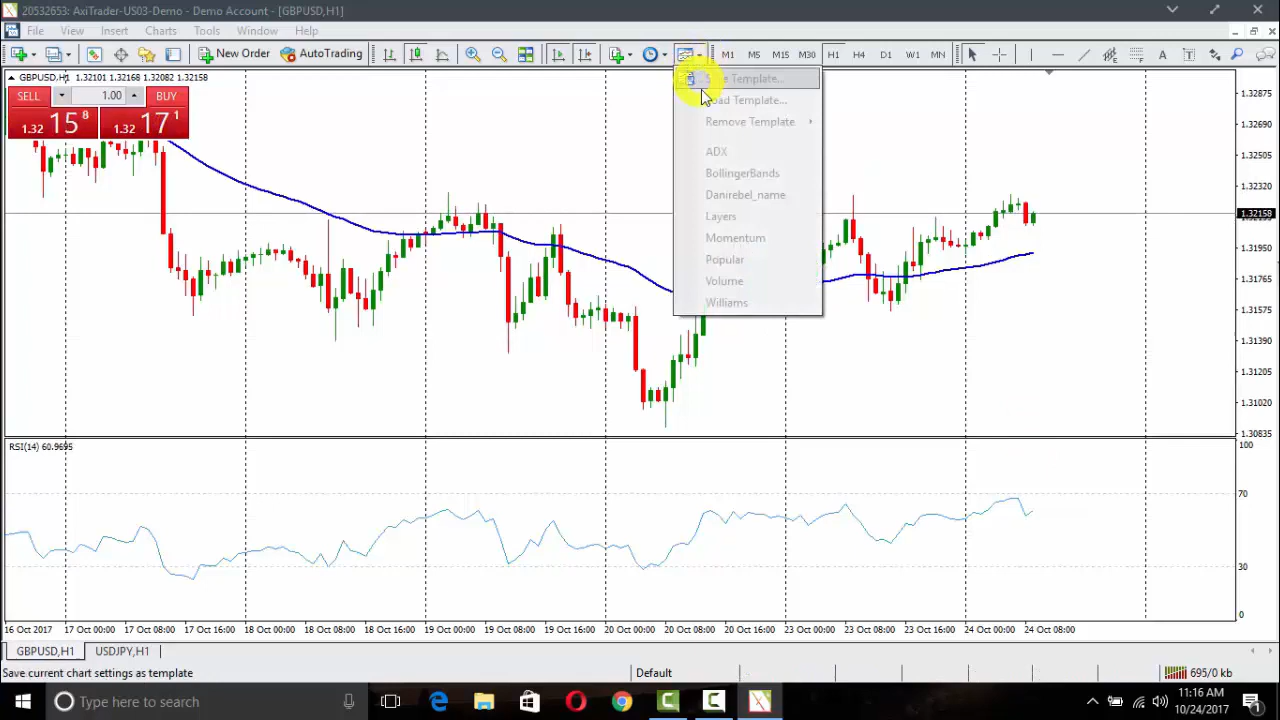 20532653: AxiTrader-US03-Demo - Demo Account - [GBPUSD,H1]
File View Insert Charts Tools Window Help
New Order AutoTrading M1 M5 M15 M30 H1 H4 D1 W1 MN A T
GBPUSD,H1 1.32101 1.32168 1.32082 1.32158
SELL 1.00 BUY
1.32 15 8 1.32 17 1
Template...
Load Template...
Remove Template
ADX
BollingerBands
Danirebel_name
Layers
Momentum
Popular
Volume
Williams
1.32875
1.32690
1.32505
1.32320
1.32158
1.31950
1.31765
1.31575
1.31390
1.31205
1.31020
1.30835
RSI(14) 60.9695
100
70
30
0
16 Oct 2017 17 Oct 00:00 17 Oct 08:00 17 Oct 16:00 18 Oct 00:00 18 Oct 08:00 18 Oct 16:00 19 Oct 00:00 19 Oct 08:00 19 Oct 16:00 20 Oct 00:00 20 Oct 08:00 20 Oct 16:00 23 Oct 00:00 23 Oct 08:00 23 Oct 16:00 24 Oct 00:00 24 Oct 08:00
GBPUSD,H1 USDJPY,H1
Save current chart settings as template Default 695/0 kb
Type here to search
11:16 AM
10/24/2017